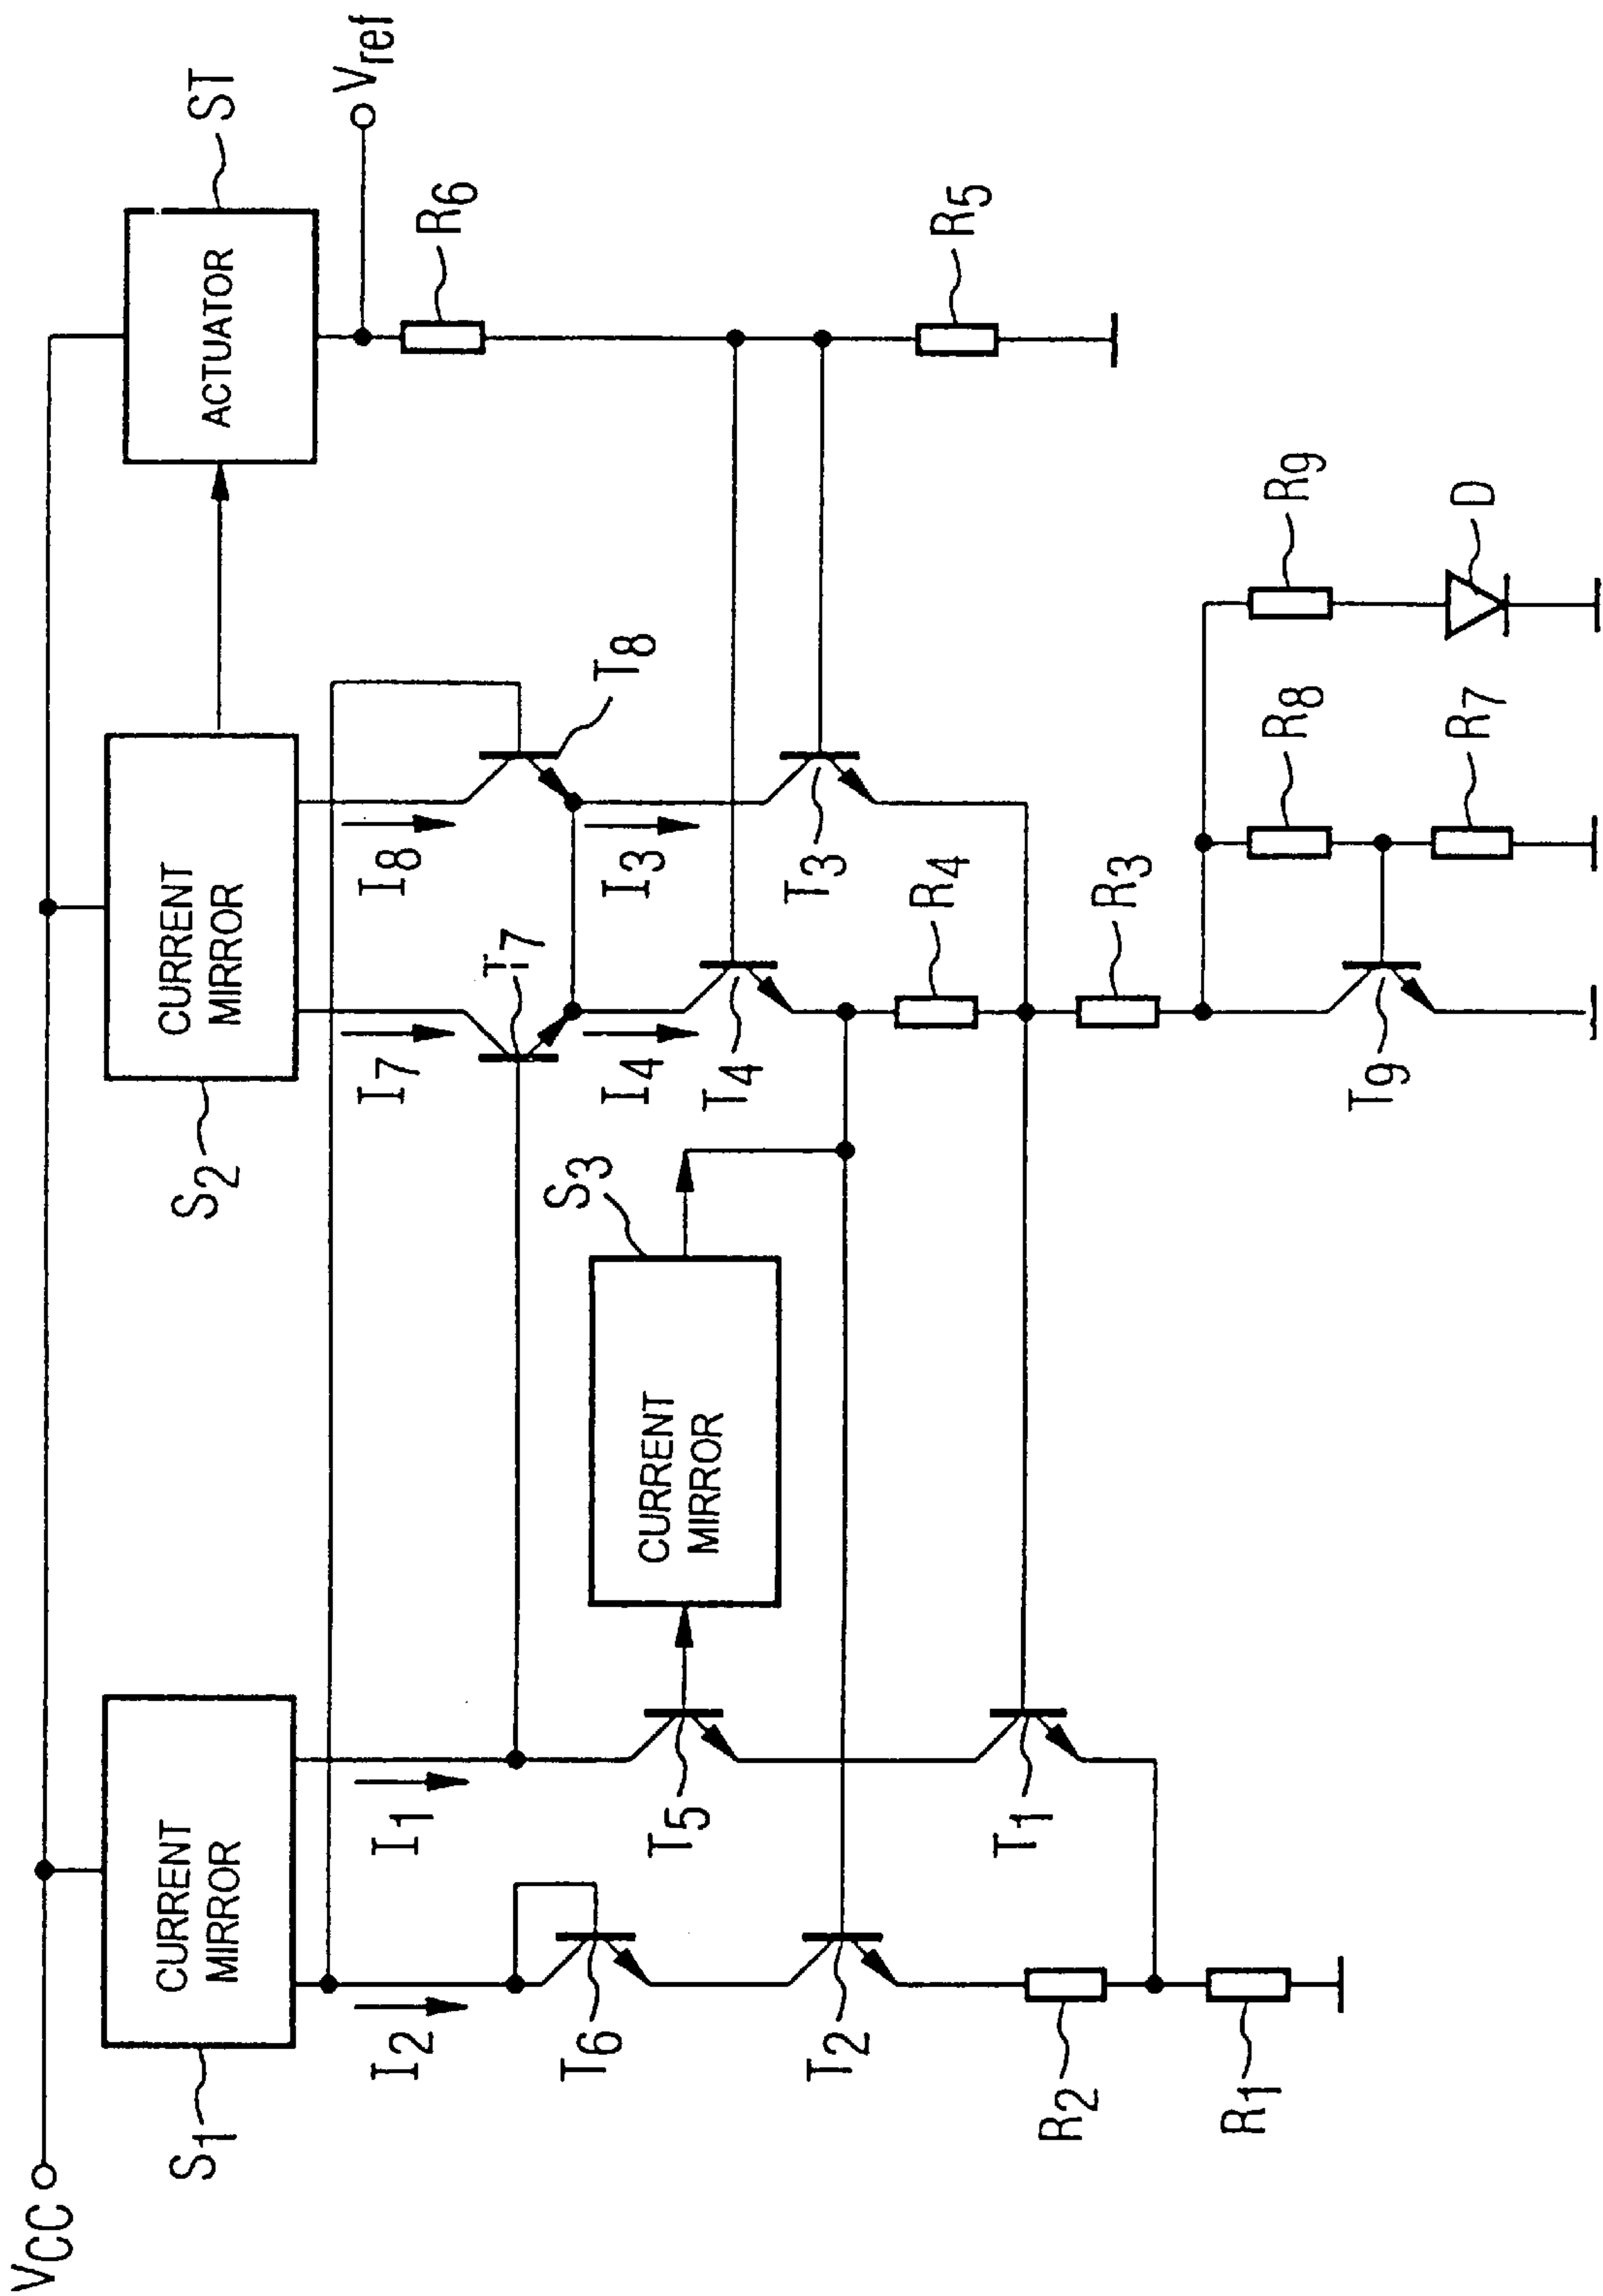 VCC
S1
CURRENT
MIRROR
S2
CURRENT
MIRROR
ACTUATOR
ST
Vref
I2
I1
I7
I8
R6
T6
T5
CURRENT
MIRROR
S3
T7
T8
I4
I3
T2
T1
T4
T3
R4
R5
R2
R1
R3
T9
R8
R7
R9
D